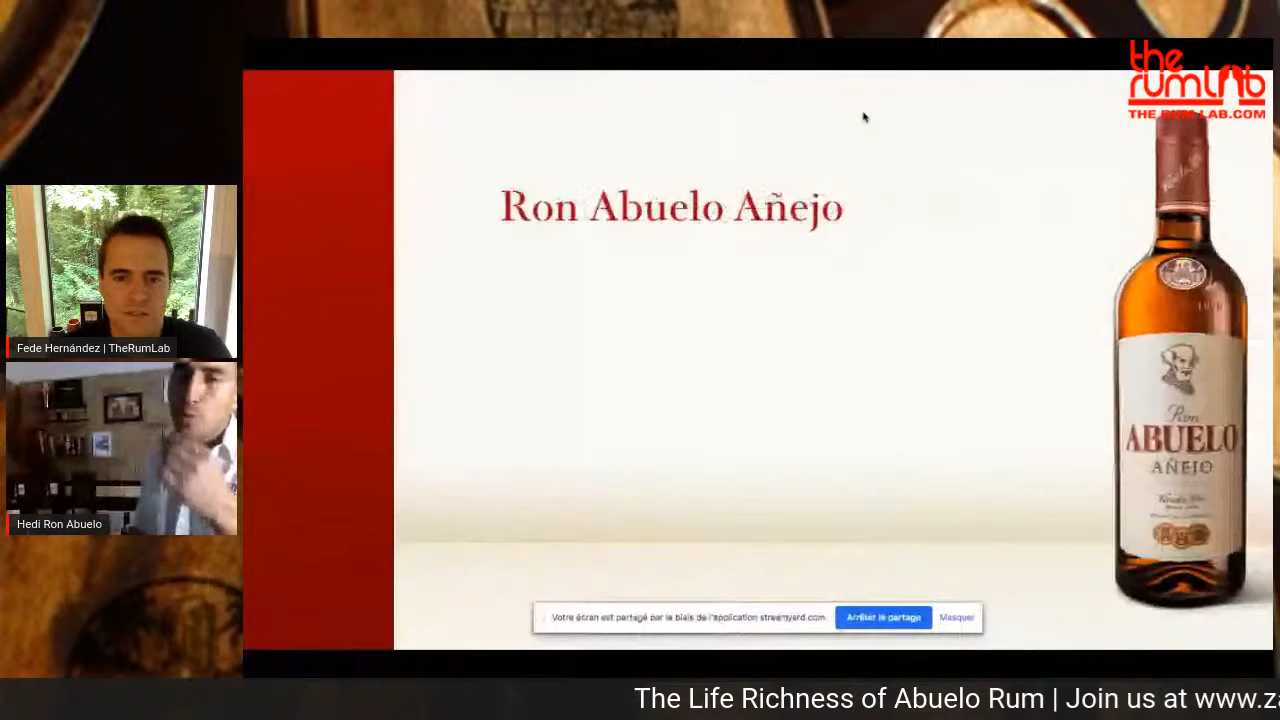 the
rumLab
THE RUM LAB.COM
Ron Abuelo Añejo
Fede Hernández | TheRumLab
Hedi Ron Abuelo
Ron
ABUELO
AÑEJO
Votre écran est partagé par le biais de l'application streamyard.com.
Arrêter le partage
Masquer
The Life Richness of Abuelo Rum | Join us at www.z